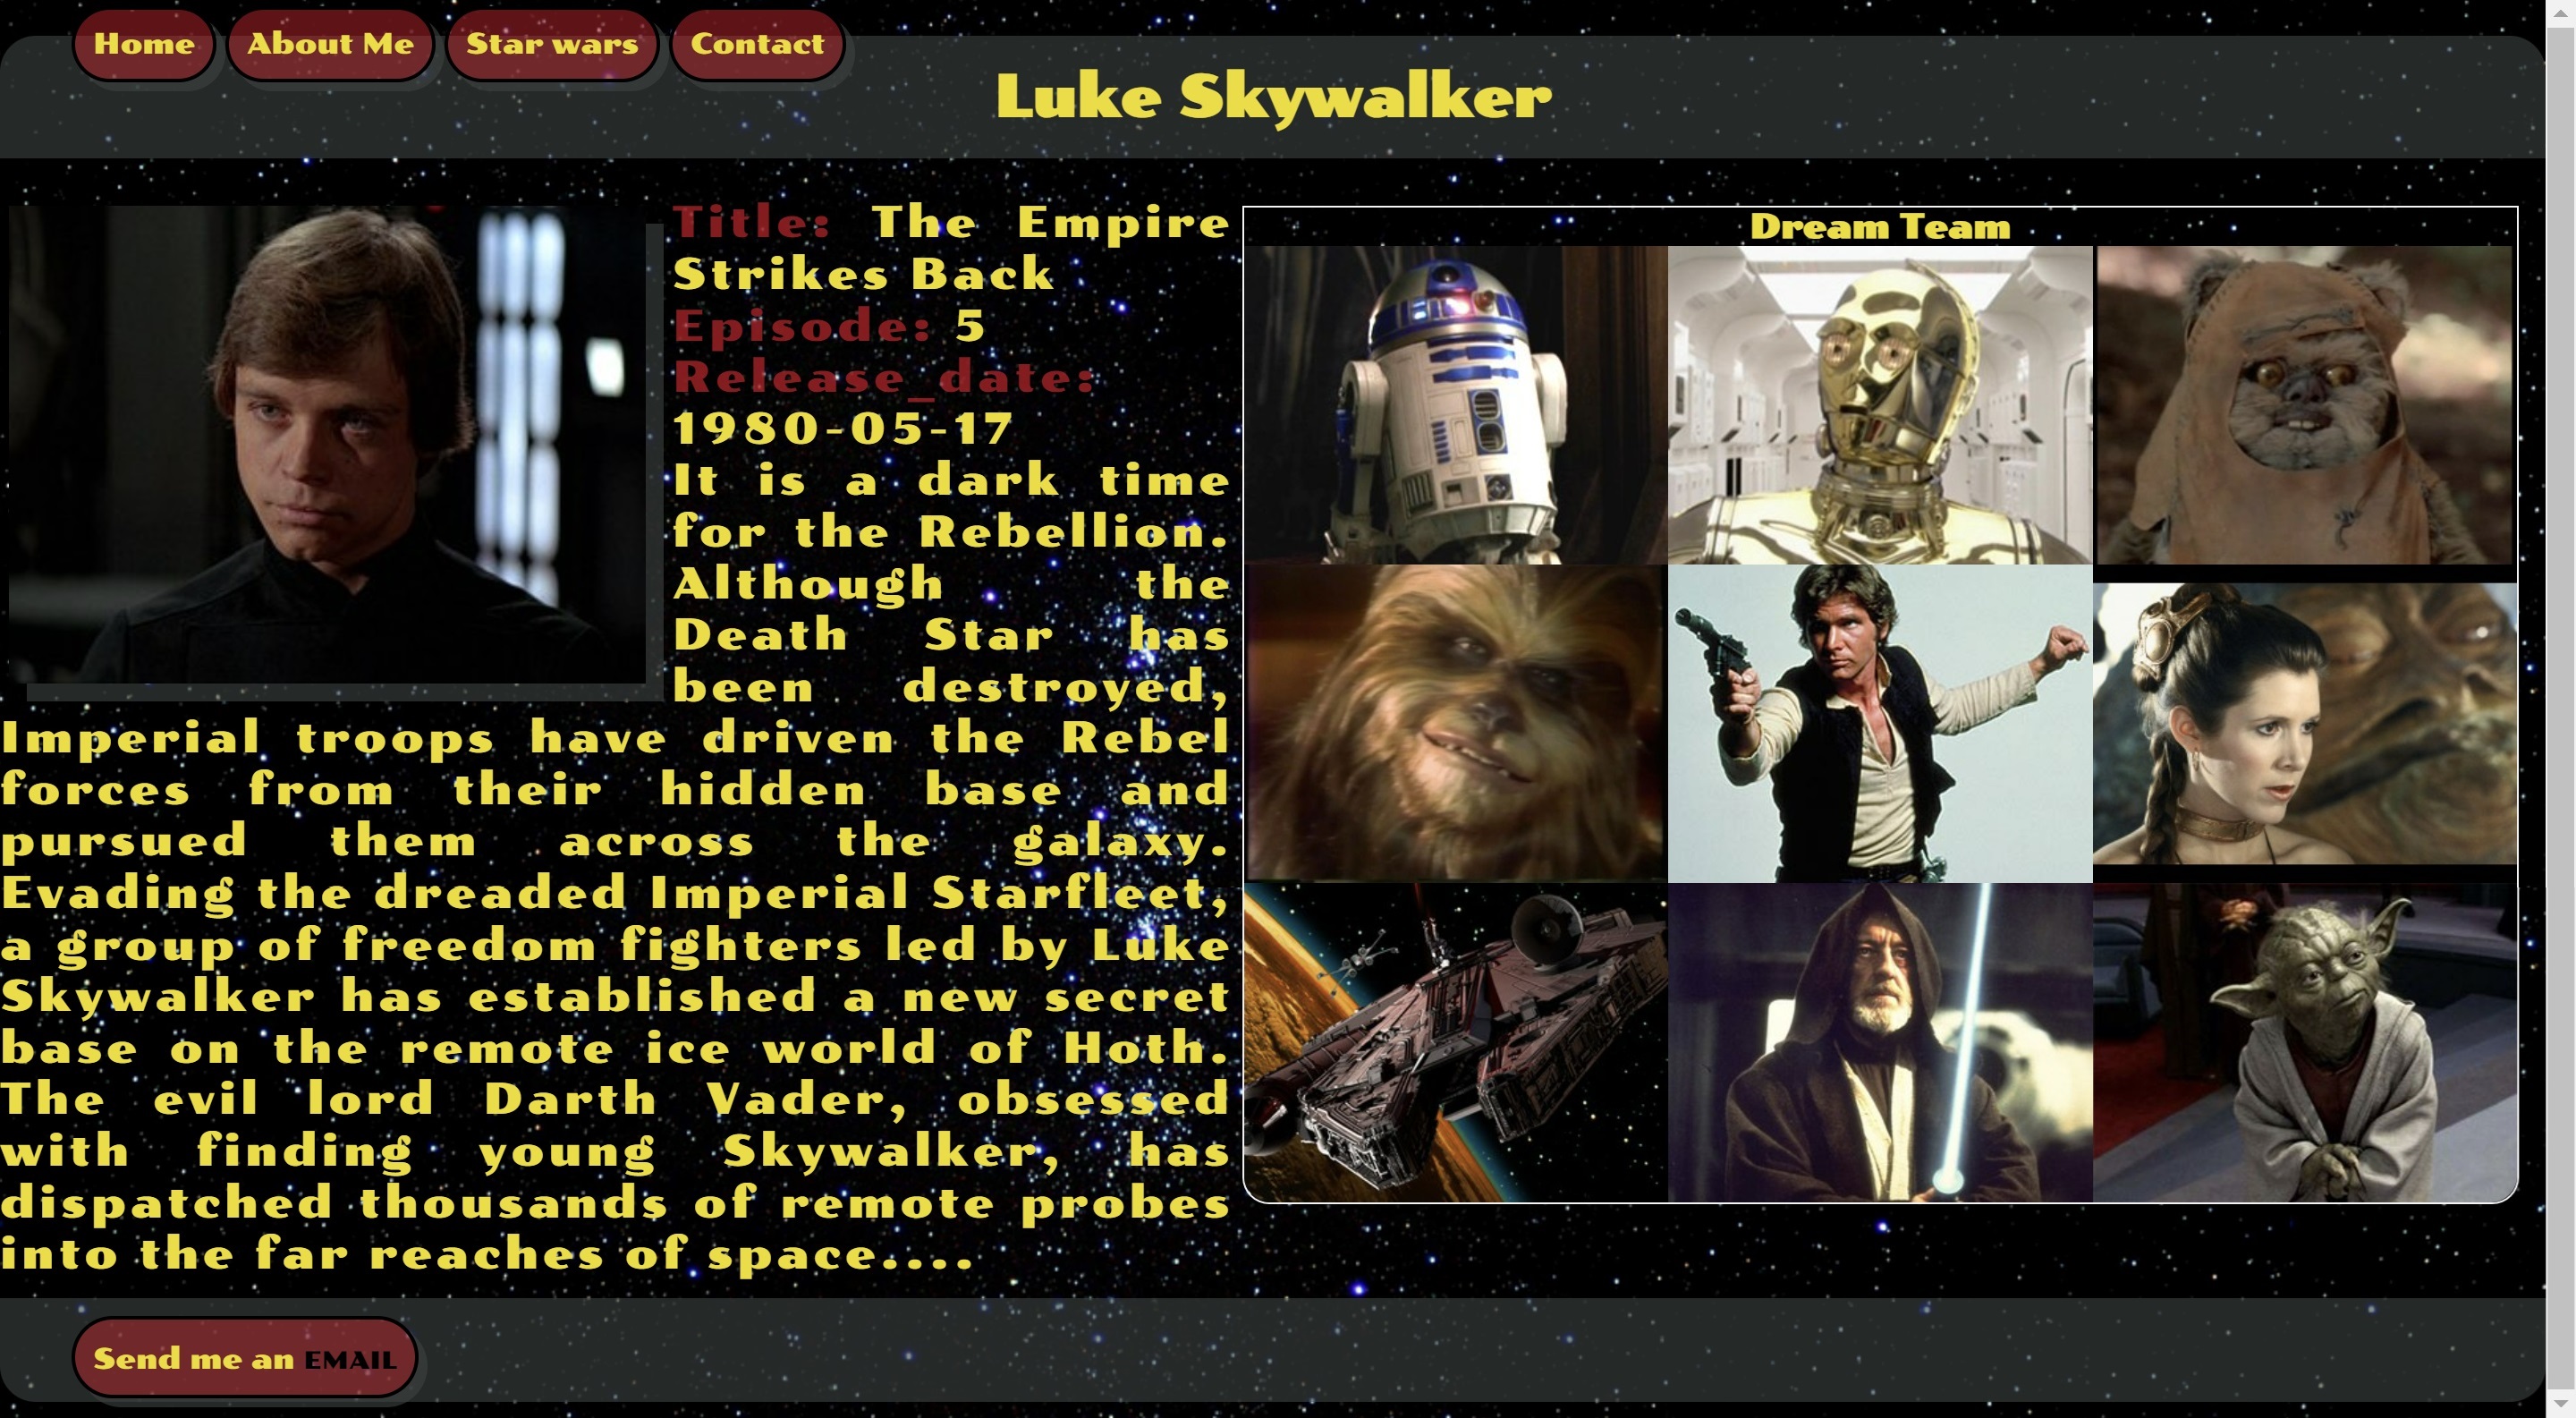 Home
About Me
Star wars
Contact
Luke Skywalker
Title: The Empire
Strikes Back
Episode: 5
Release_date:
1980-05-17
It is a dark time
for the Rebellion.
Although the
Death Star has
been destroyed,
Imperial troops have driven the Rebel
forces from their hidden base and
pursued them across the galaxy.
Evading the dreaded Imperial Starfleet,
a group of freedom fighters led by Luke
Skywalker has established a new secret
base on the remote ice world of Hoth.
The evil lord Darth Vader, obsessed
with finding young Skywalker, has
dispatched thousands of remote probes
into the far reaches of space....
Dream Team
Send me an EMAIL